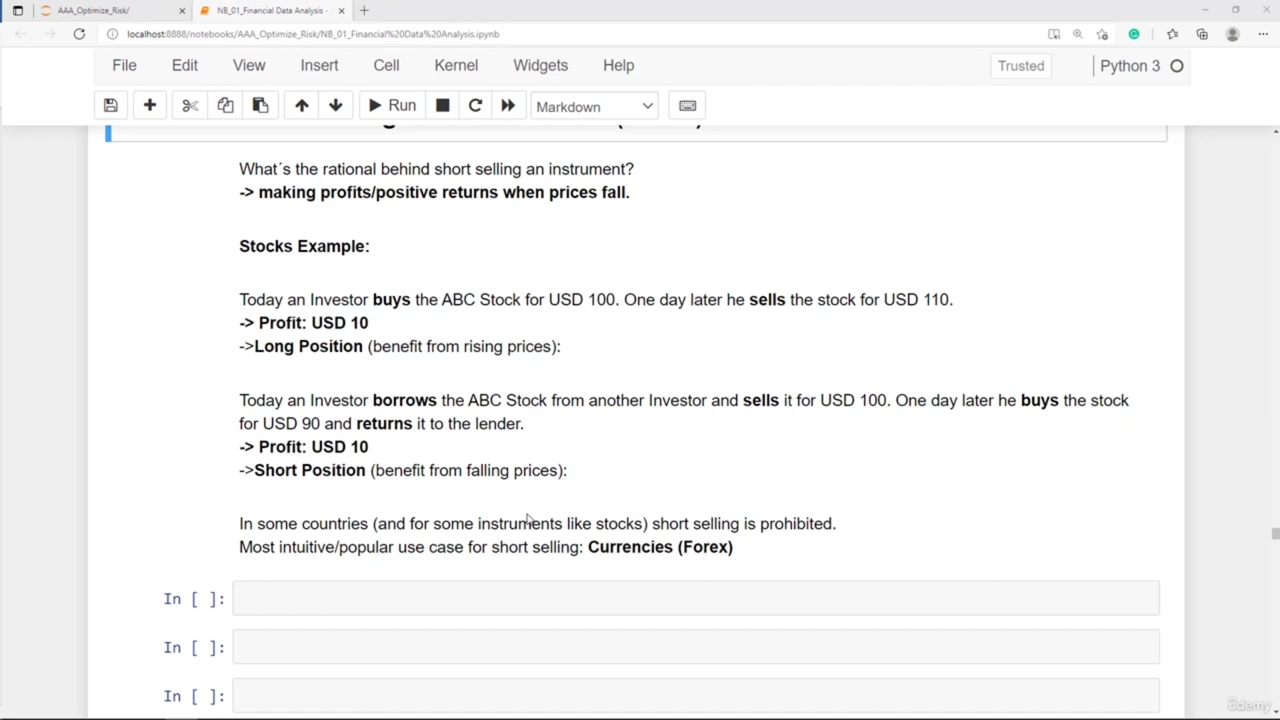 AAA_Optimize_Risk/
NB_01_Financial Data Analysis -
localhost:8888/notebooks/AAA_Optimize_Risk/NB_01_Financial%20Data%20Analysis.ipynb
File Edit View Insert Cell Kernel Widgets Help Trusted Python 3
Run Markdown
What´s the rational behind short selling an instrument?
-> making profits/positive returns when prices fall.
Stocks Example:
Today an Investor buys the ABC Stock for USD 100. One day later he sells the stock for USD 110.
-> Profit: USD 10
->Long Position (benefit from rising prices):
Today an Investor borrows the ABC Stock from another Investor and sells it for USD 100. One day later he buys the stock
for USD 90 and returns it to the lender.
-> Profit: USD 10
->Short Position (benefit from falling prices):
In some countries (and for some instruments like stocks) short selling is prohibited.
Most intuitive/popular use case for short selling: Currencies (Forex)
In [ ]:
In [ ]:
In [ ]:
Udemy